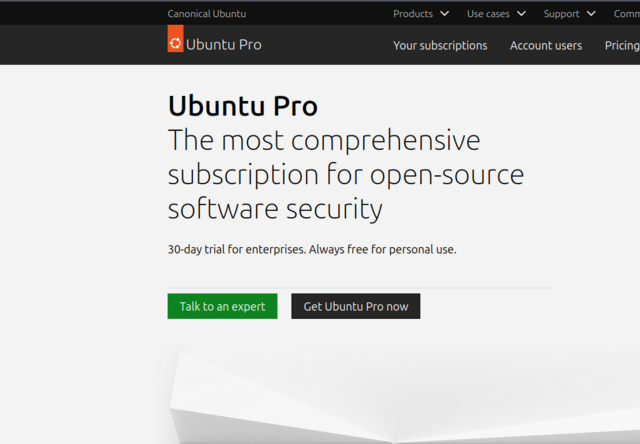 Canonical Ubuntu Products Use cases Support
Ubuntu Pro Your subscriptions Account users Pricing
Ubuntu Pro
The most comprehensive
subscription for open-source
software security
30-day trial for enterprises. Always free for personal use.
Talk to an expert Get Ubuntu Pro now